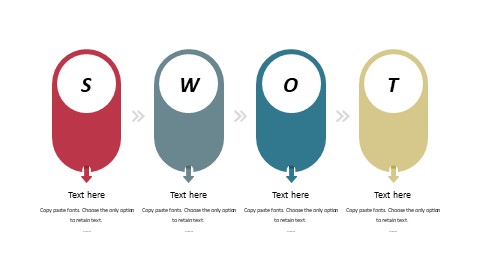 S
W
O
T
Text here
Copy paste fonts. Choose the only option
to retain text.
......
Text here
Copy paste fonts. Choose the only option
to retain text.
......
Text here
Copy paste fonts. Choose the only option
to retain text.
......
Text here
Copy paste fonts. Choose the only option
to retain text.
......